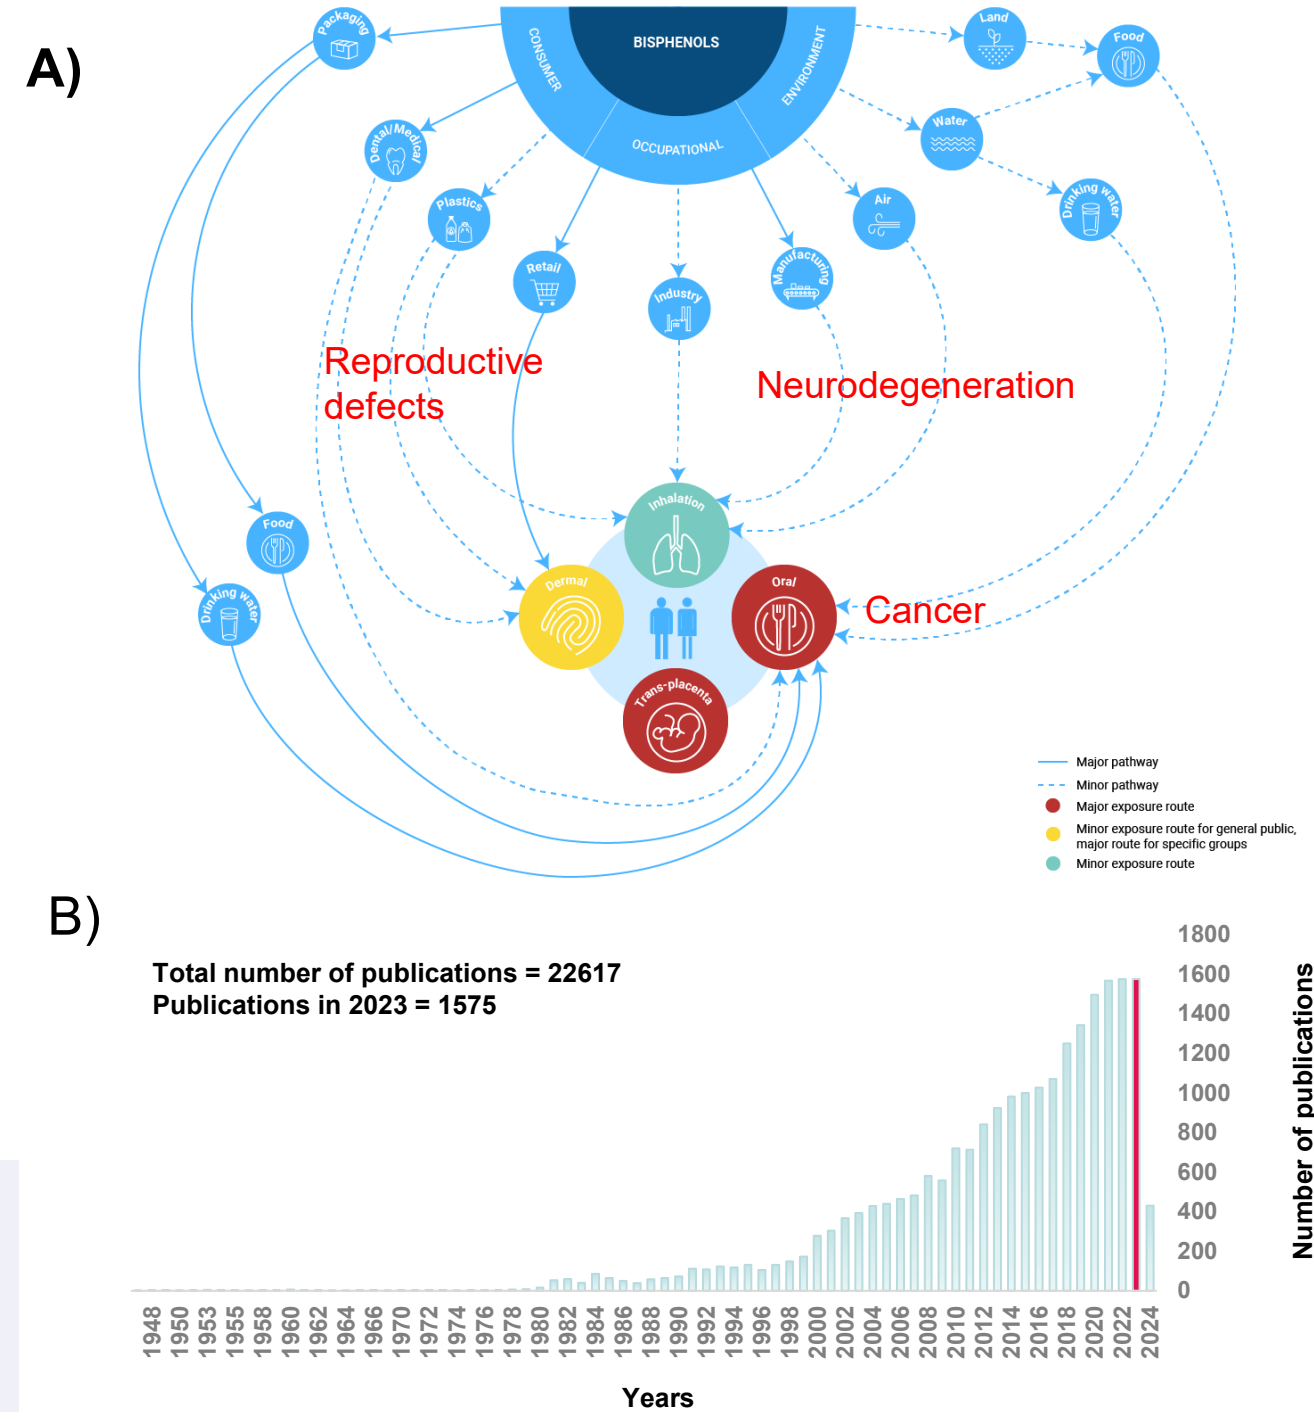 A)
BISPHENOLS
CONSUMER
OCCUPATIONAL
ENVIRONMENT
Packaging
Land
Food
Dental/Medical
Water
Plastics
Air
Drinking water
Retail
Industry
Manufacturing
Reproductive
defects
Neurodegeneration
Food
Drinking water
Inhalation
Dermal
Oral
Cancer
Trans-placenta
Major pathway
Minor pathway
Major exposure route
Minor exposure route for general public,
major route for specific groups
Minor exposure route
B)
Total number of publications = 22617
Publications in 2023 = 1575
1800
1600
1400
1200
1000
800
600
400
200
0
Number of publications
1948 1950 1953 1955 1958 1960 1962 1964 1966 1970 1972 1974 1976 1978 1980 1982 1984 1986 1988 1990 1992 1994 1996 1998 2000 2002 2004 2006 2008 2010 2012 2014 2016 2018 2020 2022 2024
Years